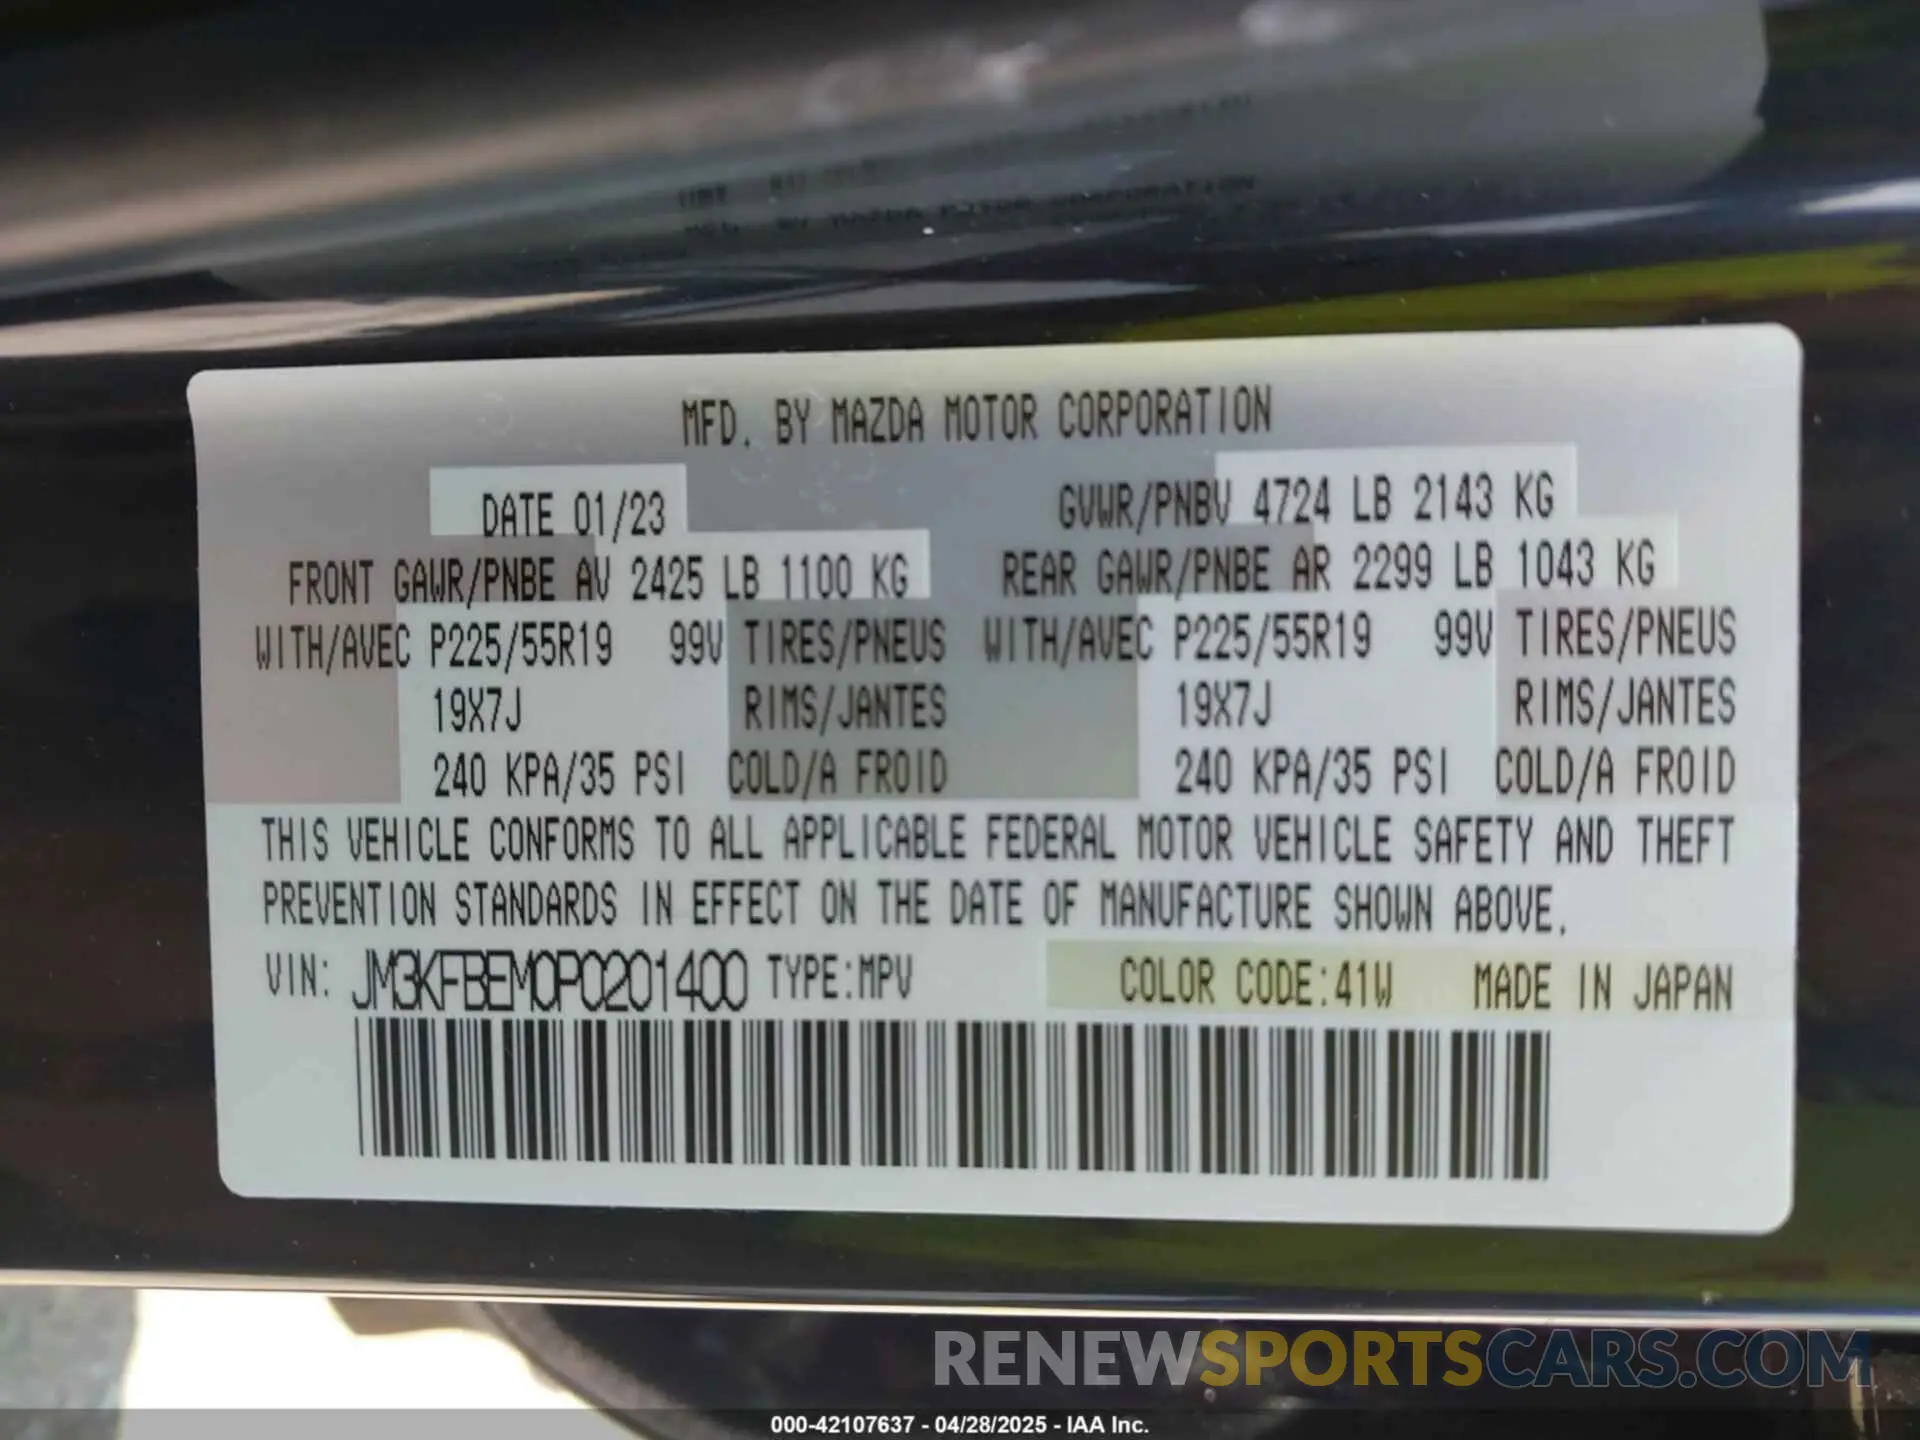 MFD. BY MAZDA MOTOR CORPORATION
DATE 01/23 GVWR/PNBV 4724 LB 2143 KG
FRONT GAWR/PNBE AV 2425 LB 1100 KG REAR GAWR/PNBE AR 2299 LB 1043 KG
WITH/AVEC P225/55R19 99V TIRES/PNEUS WITH/AVEC P225/55R19 99V TIRES/PNEUS
19X7J RIMS/JANTES 19X7J RIMS/JANTES
240 KPA/35 PSI COLD/A FROID 240 KPA/35 PSI COLD/A FROID
THIS VEHICLE CONFORMS TO ALL APPLICABLE FEDERAL MOTOR VEHICLE SAFETY AND THEFT
PREVENTION STANDARDS IN EFFECT ON THE DATE OF MANUFACTURE SHOWN ABOVE.
VIN: JM3KFBEM0P0201400 TYPE:MPV COLOR CODE:41W MADE IN JAPAN
RENEWSPORTSCARS.COM
000-42107637 - 04/28/2025 - IAA Inc.